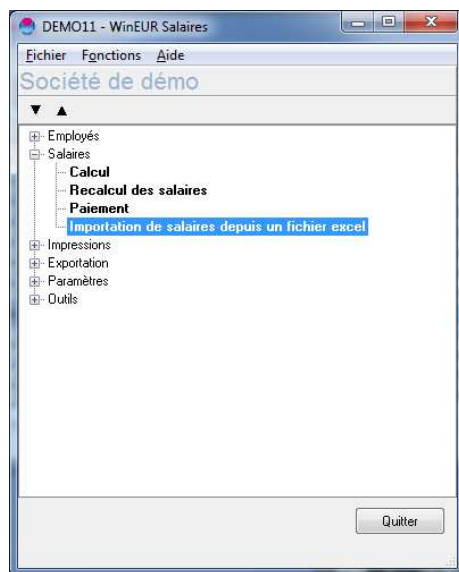 DEMO11 - WinEUR Salaires
Fichier Fonctions Aide
Société de démo
Employés
Salaires
Calcul
Recalcul des salaires
Paiement
Importation de salaires depuis un fichier excel
Impressions
Exportation
Paramètres
Outils
Quitter